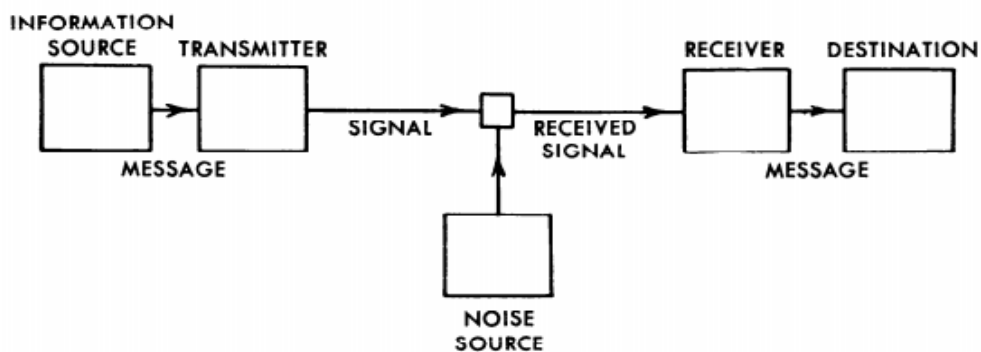 INFORMATION
SOURCE
TRANSMITTER
RECEIVER
DESTINATION
SIGNAL
RECEIVED
SIGNAL
MESSAGE
MESSAGE
NOISE
SOURCE